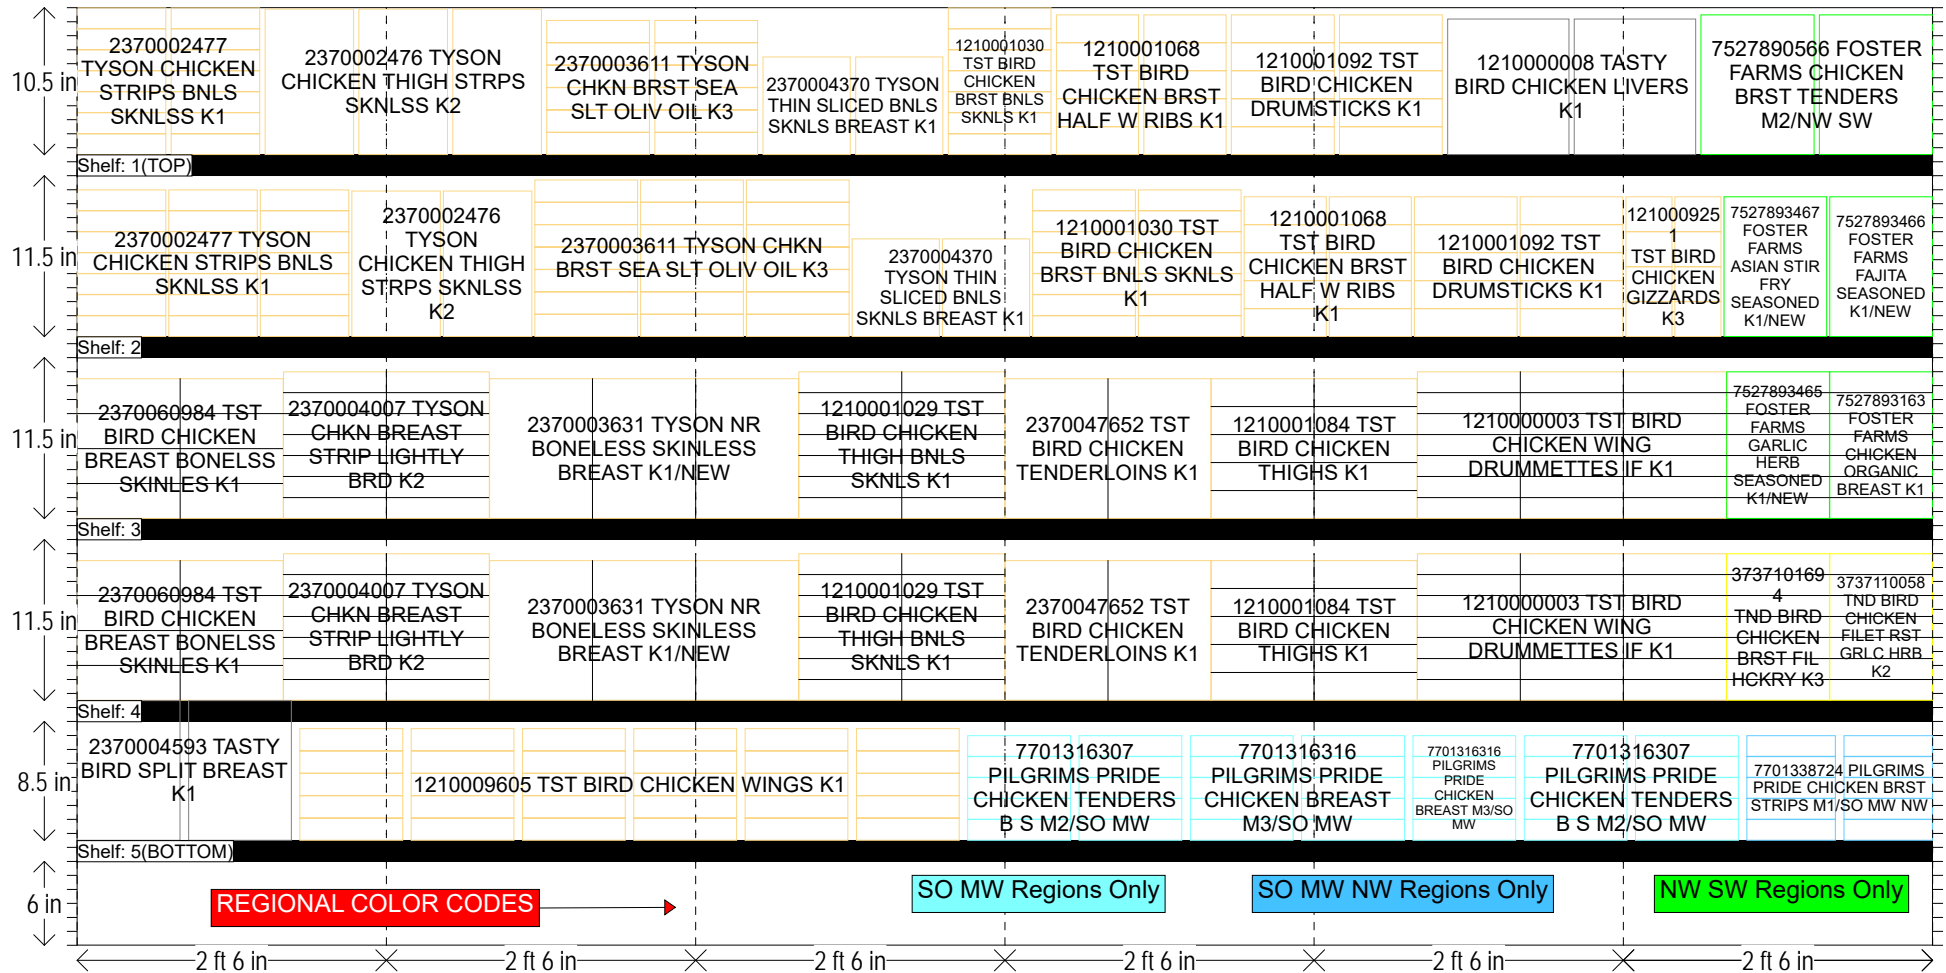 10.5 in
2370002477
TYSON CHICKEN
STRIPS BNLS
SKNLSS K1
2370002476 TYSON
CHICKEN THIGH STRPS
SKNLSS K2
2370003611 TYSON
CHKN BRST SEA
SLT OLIV OIL K3
2370004370 TYSON
THIN SLICED BNLS
SKNLS BREAST K1
1210001030
TST BIRD
CHICKEN
BRST BNLS
SKNLS K1
1210001068
TST BIRD
CHICKEN BRST
HALF W RIBS K1
1210001092 TST
BIRD CHICKEN
DRUMSTICKS K1
1210000008 TASTY
BIRD CHICKEN LIVERS
K1
7527890566 FOSTER
FARMS CHICKEN
BRST TENDERS
M2/NW SW
Shelf: 1(TOP)
11.5 in
2370002477 TYSON
CHICKEN STRIPS BNLS
SKNLSS K1
2370002476
TYSON
CHICKEN THIGH
STRPS SKNLSS
K2
2370003611 TYSON CHKN
BRST SEA SLT OLIV OIL K3
2370004370
TYSON THIN
SLICED BNLS
SKNLS BREAST K1
1210001030 TST
BIRD CHICKEN
BRST BNLS SKNLS
K1
1210001068
TST BIRD
CHICKEN BRST
HALF W RIBS
K1
1210001092 TST
BIRD CHICKEN
DRUMSTICKS K1
121000925
1
TST BIRD
CHICKEN
GIZZARDS
K3
7527893467
FOSTER
FARMS
ASIAN STIR
FRY
SEASONED
K1/NEW
7527893466
FOSTER
FARMS
FAJITA
SEASONED
K1/NEW
Shelf: 2
11.5 in
2370060984 TST
BIRD CHICKEN
BREAST BONELSS
SKINLES K1
2370004007 TYSON
CHKN BREAST
STRIP LIGHTLY
BRD K2
2370003631 TYSON NR
BONELESS SKINLESS
BREAST K1/NEW
1210001029 TST
BIRD CHICKEN
THIGH BNLS
SKNLS K1
2370047652 TST
BIRD CHICKEN
TENDERLOINS K1
1210001084 TST
BIRD CHICKEN
THIGHS K1
1210000003 TST BIRD
CHICKEN WING
DRUMMETTES IF K1
7527893465
FOSTER
FARMS
GARLIC
HERB
SEASONED
K1/NEW
7527893163
FOSTER
FARMS
CHICKEN
ORGANIC
BREAST K1
Shelf: 3
11.5 in
2370060984 TST
BIRD CHICKEN
BREAST BONELSS
SKINLES K1
2370004007 TYSON
CHKN BREAST
STRIP LIGHTLY
BRD K2
2370003631 TYSON NR
BONELESS SKINLESS
BREAST K1/NEW
1210001029 TST
BIRD CHICKEN
THIGH BNLS
SKNLS K1
2370047652 TST
BIRD CHICKEN
TENDERLOINS K1
1210001084 TST
BIRD CHICKEN
THIGHS K1
1210000003 TST BIRD
CHICKEN WING
DRUMMETTES IF K1
373710169
4
TND BIRD
CHICKEN
BRST FIL
HCKRY K3
3737110058
TND BIRD
CHICKEN
FILET RST
GRLC HRB
K2
Shelf: 4
8.5 in
2370004593 TASTY
BIRD SPLIT BREAST
K1
1210009605 TST BIRD CHICKEN WINGS K1
7701316307
PILGRIMS PRIDE
CHICKEN TENDERS
B S M2/SO MW
7701316316
PILGRIMS PRIDE
CHICKEN BREAST
M3/SO MW
7701316316
PILGRIMS
PRIDE
CHICKEN
BREAST M3/SO
MW
7701316307
PILGRIMS PRIDE
CHICKEN TENDERS
B S M2/SO MW
7701338724 PILGRIMS
PRIDE CHICKEN BRST
STRIPS M1/SO MW NW
Shelf: 5(BOTTOM)
6 in
REGIONAL COLOR CODES
SO MW Regions Only
SO MW NW Regions Only
NW SW Regions Only
2 ft 6 in
2 ft 6 in
2 ft 6 in
2 ft 6 in
2 ft 6 in
2 ft 6 in